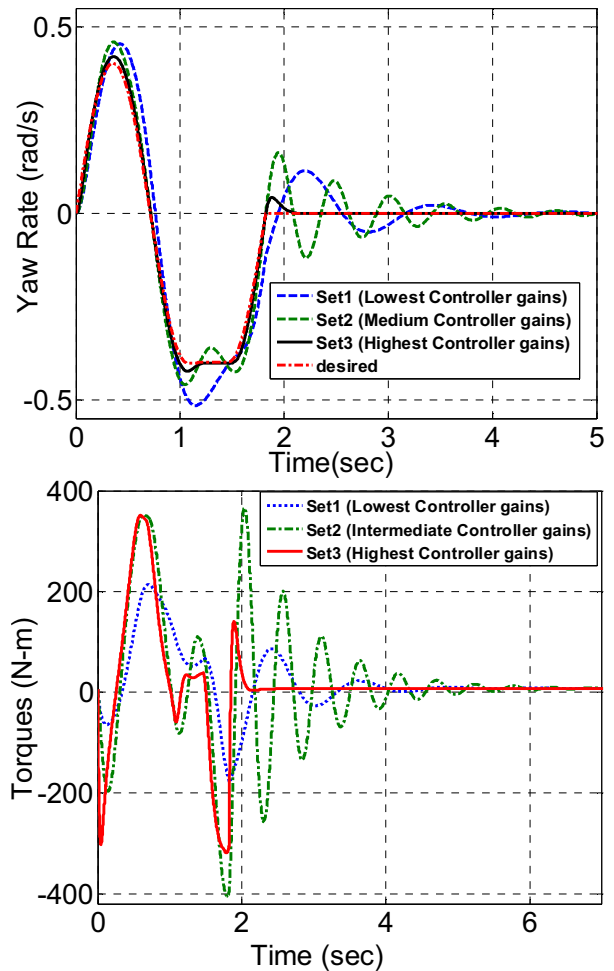 0.5
0
-0.5
Yaw Rate (rad/s)
Set1 (Lowest Controller gains)
Set2 (Medium Controller gains)
Set3 (Highest Controller gains)
desired
0 1 2 3 4 5
Time(sec)
400
200
0
-200
-400
Torques (N-m)
Set1 (Lowest Controller gains)
Set2 (Intermediate Controller gains)
Set3 (Highest Controller gains)
0 2 4 6
Time (sec)